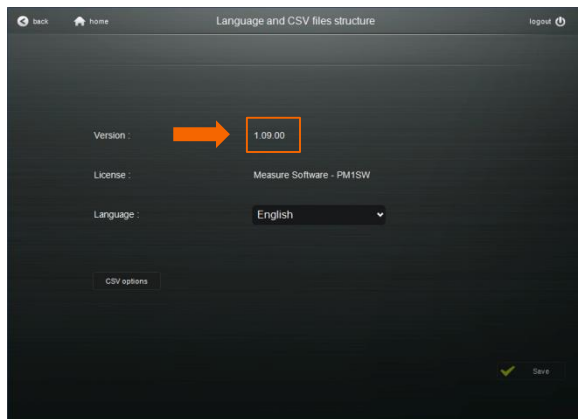 back home Language and CSV files structure logout
Version : 1.09.00
License : Measure Software - PM1SW
Language : English
CSV options
Save